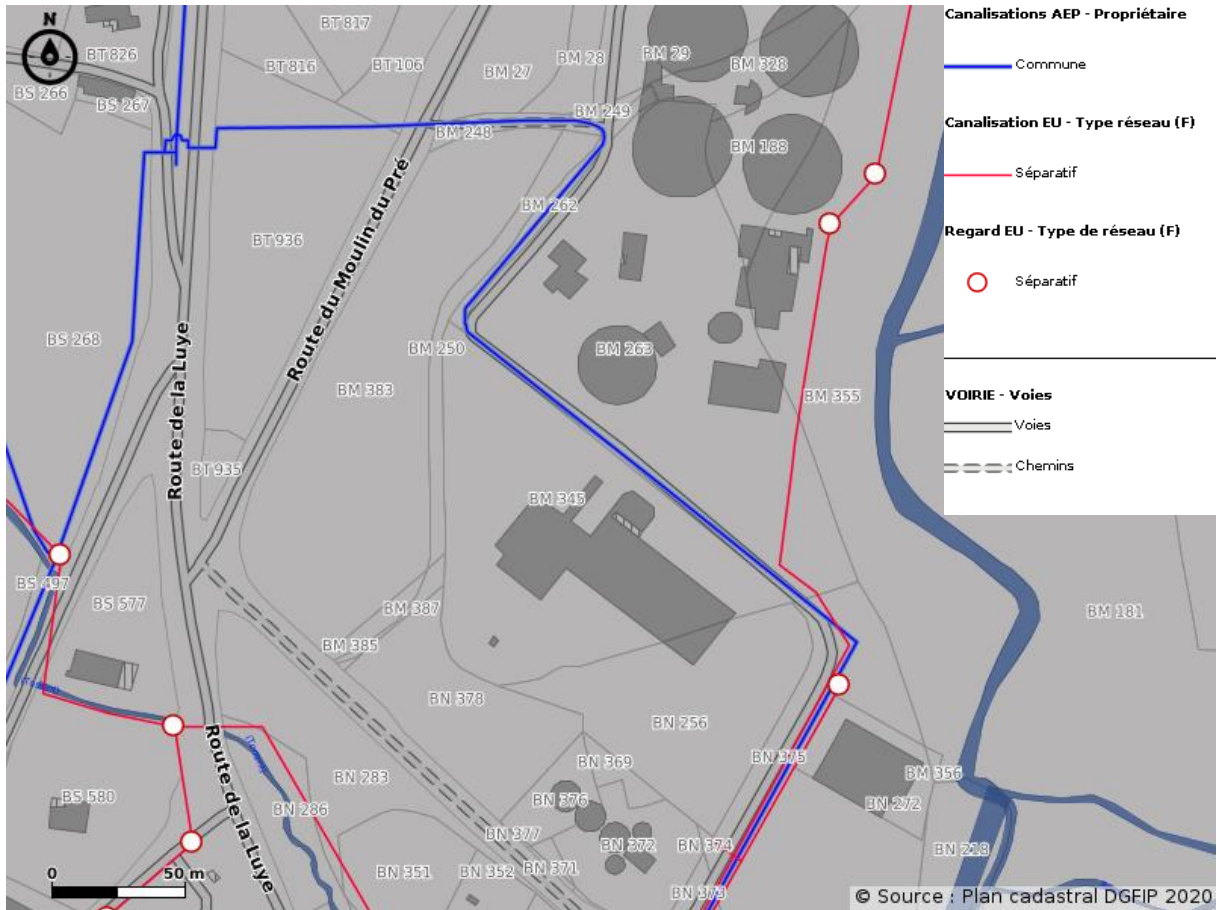 N
BT 817
BT 826
BT 816
BT 106
BM 27
BM 28
BM 29
BM 328
BS 266
BS 267
BM 249
BM 248
BM 188
Route du Moulin du Pré
BM 262
BT 936
BS 268
Route de la Luye
BM 250
BM 263
BM 383
BM 355
BT 935
BM 345
BS 497
BS 577
BM 387
BM 385
BM 181
BN 378
BN 256
Route de la Luye
BN 375
BN 369
BN 283
BM 356
BS 580
BN 286
BN 376
BN 272
BN 377
BN 372
BN 374
BN 218
BN 351
BN 352
BN 371
BN 373
0 50 m
© Source : Plan cadastral DGFIP 2020
Canalisations AEP - Propriétaire
Commune
Canalisation EU - Type réseau (F)
Séparatif
Regard EU - Type de réseau (F)
Séparatif
VOIRIE - Voies
Voies
Chemins